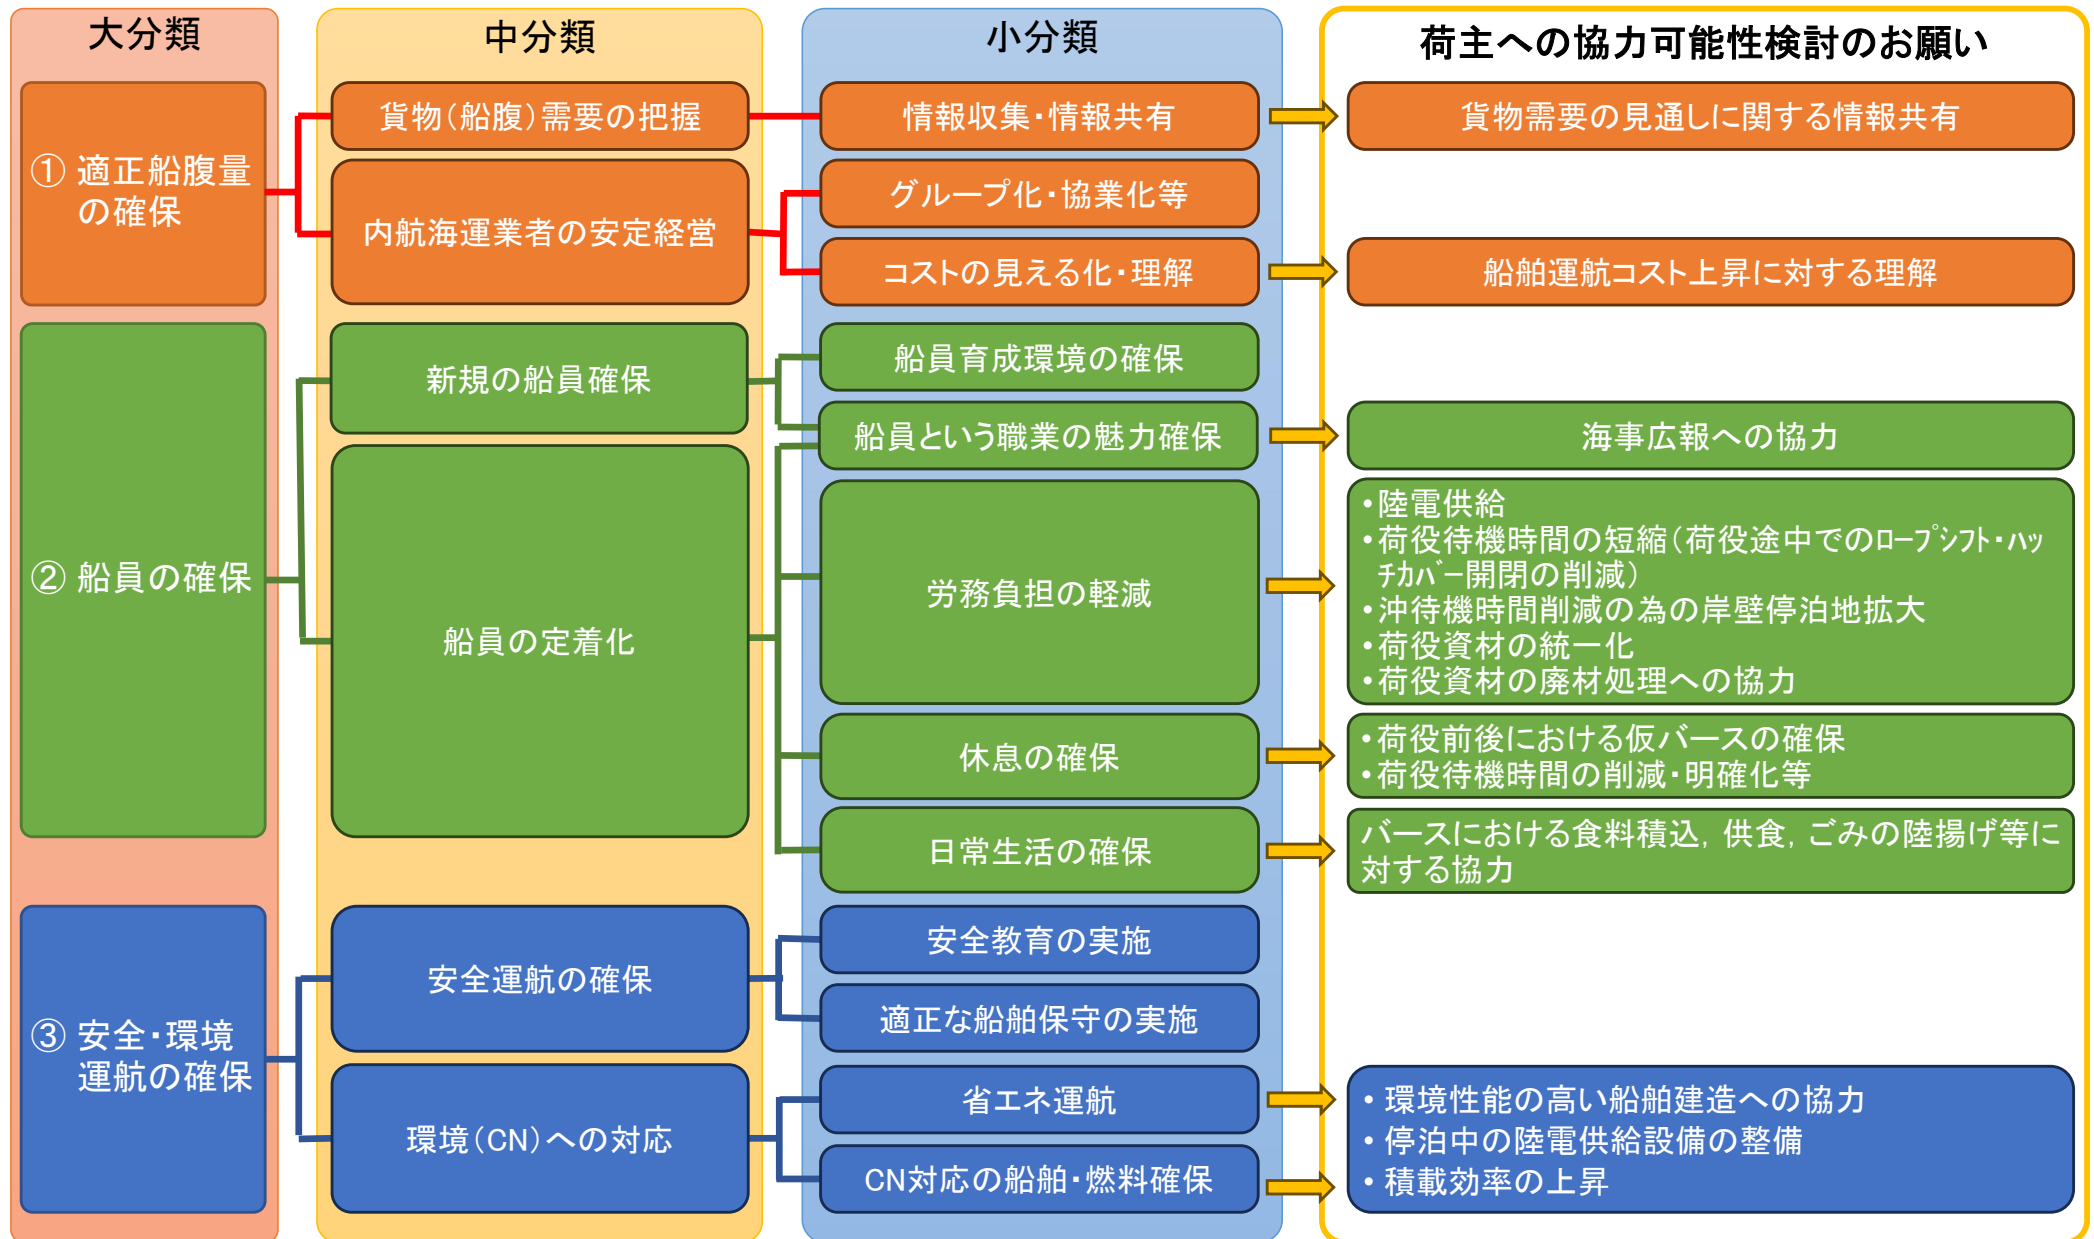 大分類
中分類
小分類
荷主への協力可能性検討のお願い
① 適正船腹量
の確保
貨物(船腹)需要の把握
情報収集・情報共有
貨物需要の見通しに関する情報共有
内航海運業者の安定経営
グループ化・協業化等
コストの見える化・理解
船舶運航コスト上昇に対する理解
② 船員の確保
新規の船員確保
船員育成環境の確保
船員という職業の魅力確保
海事広報への協力
船員の定着化
労務負担の軽減
・陸電供給
・荷役待機時間の短縮(荷役途中でのロープシフト・ハッ
チカバー開閉の削減)
・沖待機時間削減の為の岸壁停泊地拡大
・荷役資材の統一化
・荷役資材の廃材処理への協力
休息の確保
・荷役前後における仮バースの確保
・荷役待機時間の削減・明確化等
日常生活の確保
バースにおける食料積込, 供食, ごみの陸揚げ等に
対する協力
③ 安全・環境
運航の確保
安全運航の確保
安全教育の実施
適正な船舶保守の実施
環境(CN)への対応
省エネ運航
CN対応の船舶・燃料確保
• 環境性能の高い船舶建造への協力
• 停泊中の陸電供給設備の整備
• 積載効率の上昇